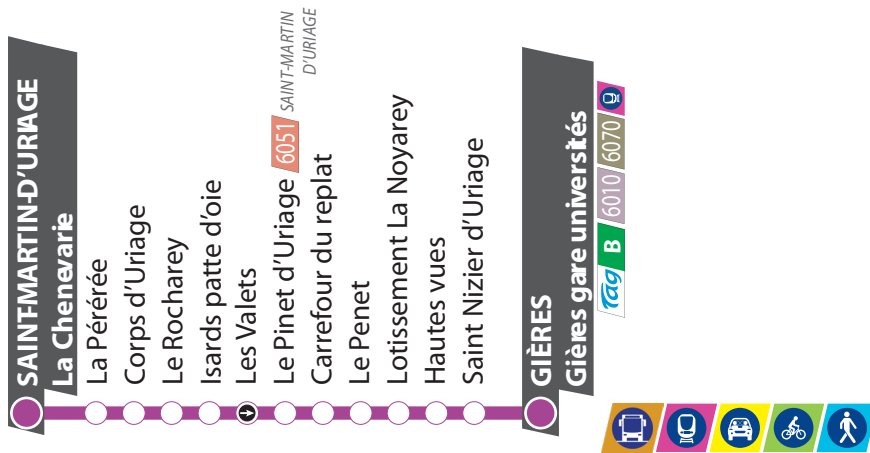 SAINT-MARTIN-D'URIAGE
La Chenevarie
La Pérérée
Corps d'Uriage
Le Rocharey
Isards patte d'oie
Les Valets
Le Pinet d'Uriage 6051 SAINT-MARTIN
D'URIAGE
Carrefour du replat
Le Penet
Lotissement La Noyarey
Hautes vues
Saint Nizier d'Uriage
GIÈRES
Gières gare universités
Tag B 6010 6070